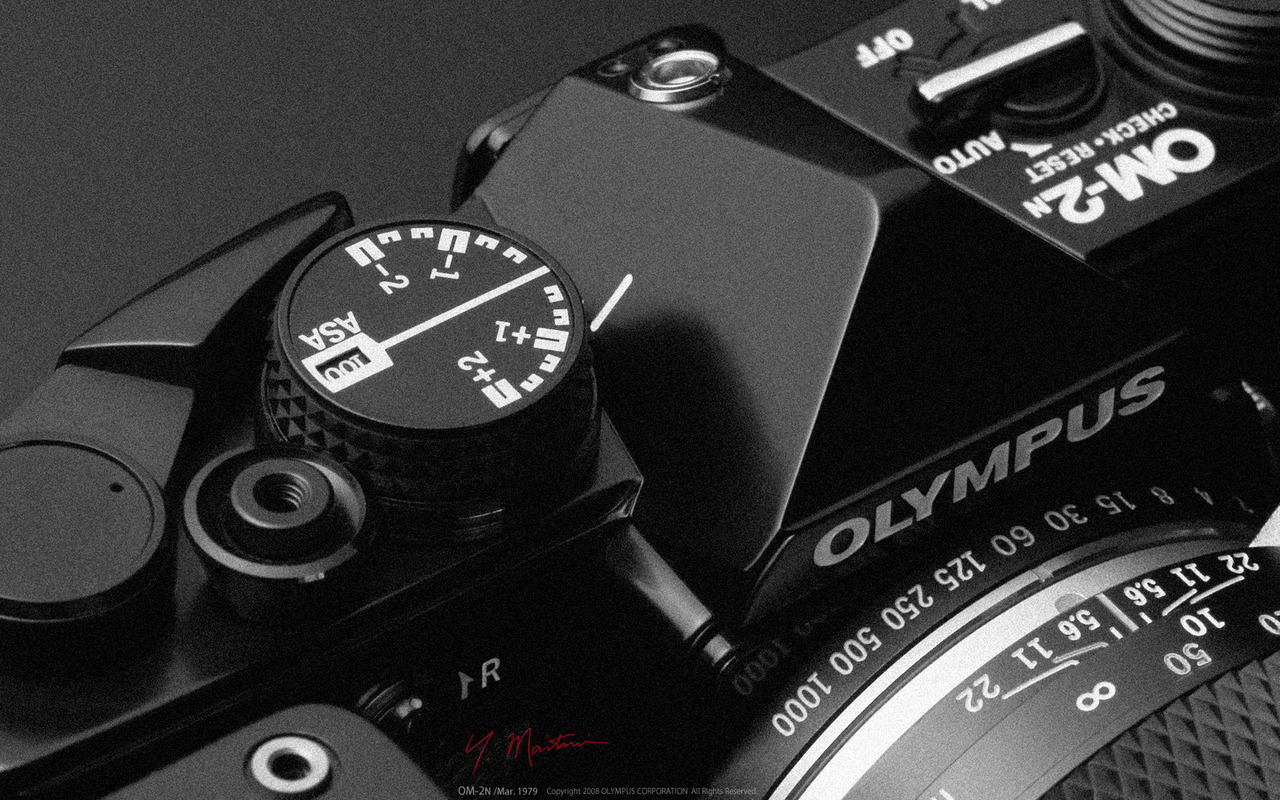 OFF
AUTO
CHECK • RESET
OM-2N
-2 -1 +1 +2
ASA
100
OLYMPUS
1000 500 250 125 60 30 15 8 4 2
22 11 5,6 5,6 11 22
∞ 50 10
R
OM-2N /Mar. 1979 Copyright 2008 OLYMPUS CORPORATION All Rights Reserved.